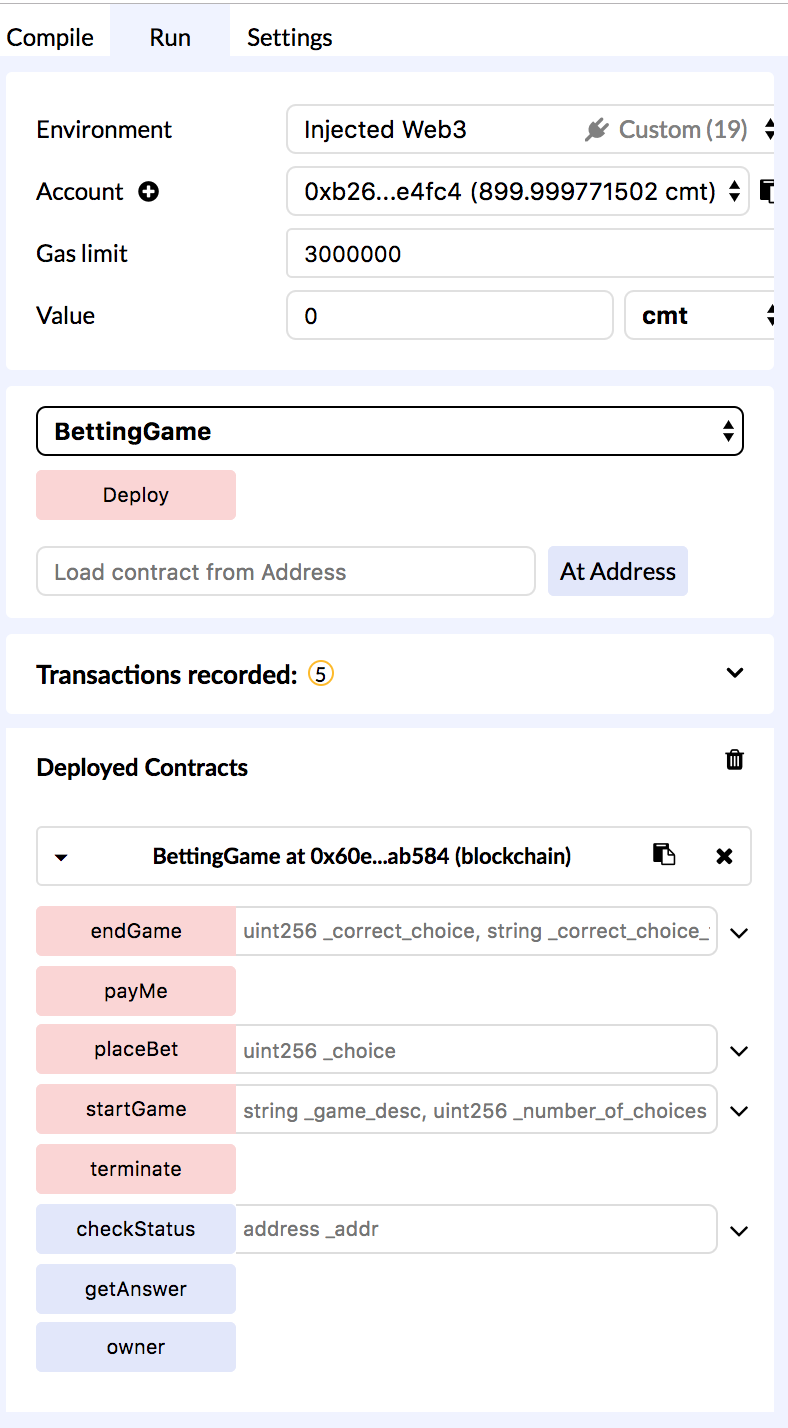 Compile Run Settings
Environment Injected Web3 Custom (19)
Account 0xb26...e4fc4 (899.999771502 cmt)
Gas limit 3000000
Value 0 cmt
BettingGame
Deploy
Load contract from Address At Address
Transactions recorded: 5
Deployed Contracts
BettingGame at 0x60e...ab584 (blockchain)
endGame uint256 _correct_choice, string _correct_choice_
payMe
placeBet uint256 _choice
startGame string _game_desc, uint256 _number_of_choices
terminate
checkStatus address _addr
getAnswer
owner